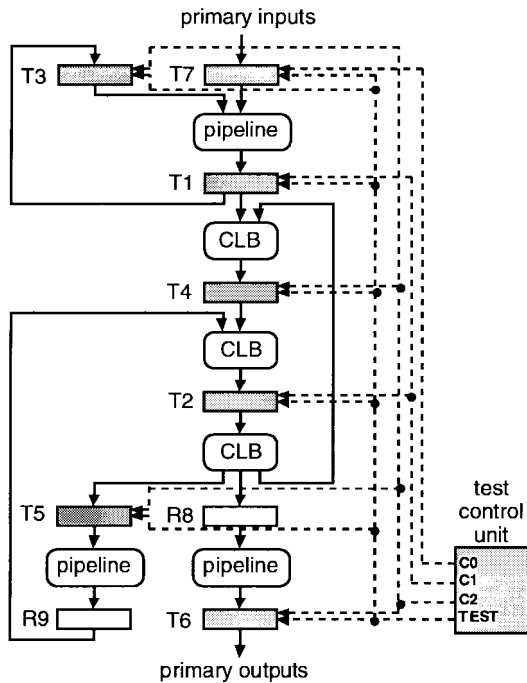 primary inputs
T3
T7
pipeline
T1
CLB
T4
CLB
T2
CLB
T5
R8
test
control
unit
pipeline
pipeline
C0
C1
C2
TEST
R9
T6
primary outputs